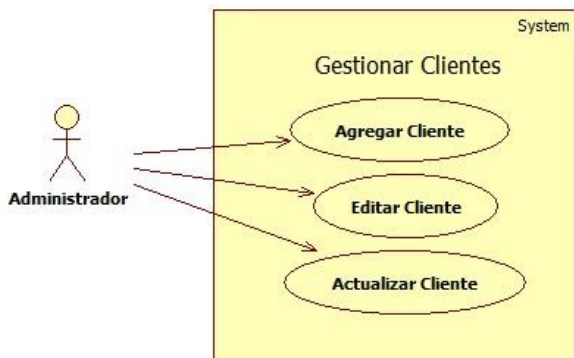 System
Gestionar Clientes
Agregar Cliente
Administrador
Editar Cliente
Actualizar Cliente